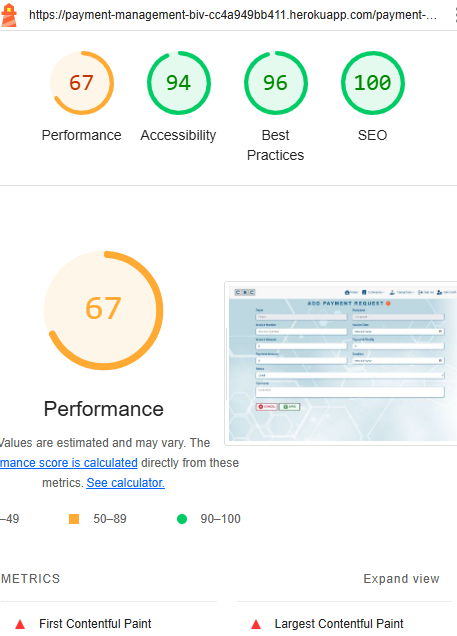 https://payment-management-biv-cc4a949bb411.herokuapp.com/payment-…
67
94
96
100
Performance
Accessibility
Best
Practices
SEO
67
ADD PAYMENT REQUEST
Performance
Values are estimated and may vary. The
mance score is calculated directly from these
metrics. See calculator.
–49
50–89
90–100
METRICS
Expand view
First Contentful Paint
Largest Contentful Paint